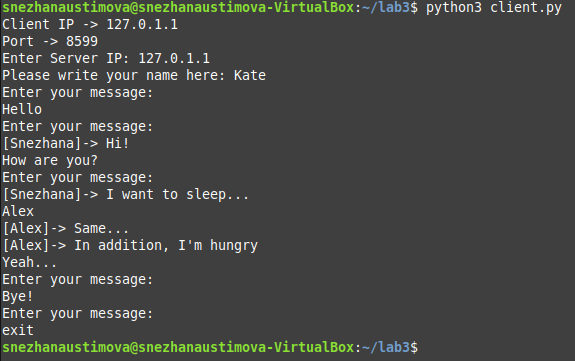 snezhanaustimova@snezhanaustimova-VirtualBox:~/lab3$ python3 client.py
Client IP -> 127.0.1.1
Port -> 8599
Enter Server IP: 127.0.1.1
Please write your name here: Kate
Enter your message:
Hello
Enter your message:
[Snezhana]-> Hi!
How are you?
Enter your message:
[Snezhana]-> I want to sleep...
Alex
[Alex]-> Same...
[Alex]-> In addition, I'm hungry
Yeah...
Enter your message:
Bye!
Enter your message:
exit
snezhanaustimova@snezhanaustimova-VirtualBox:~/lab3$